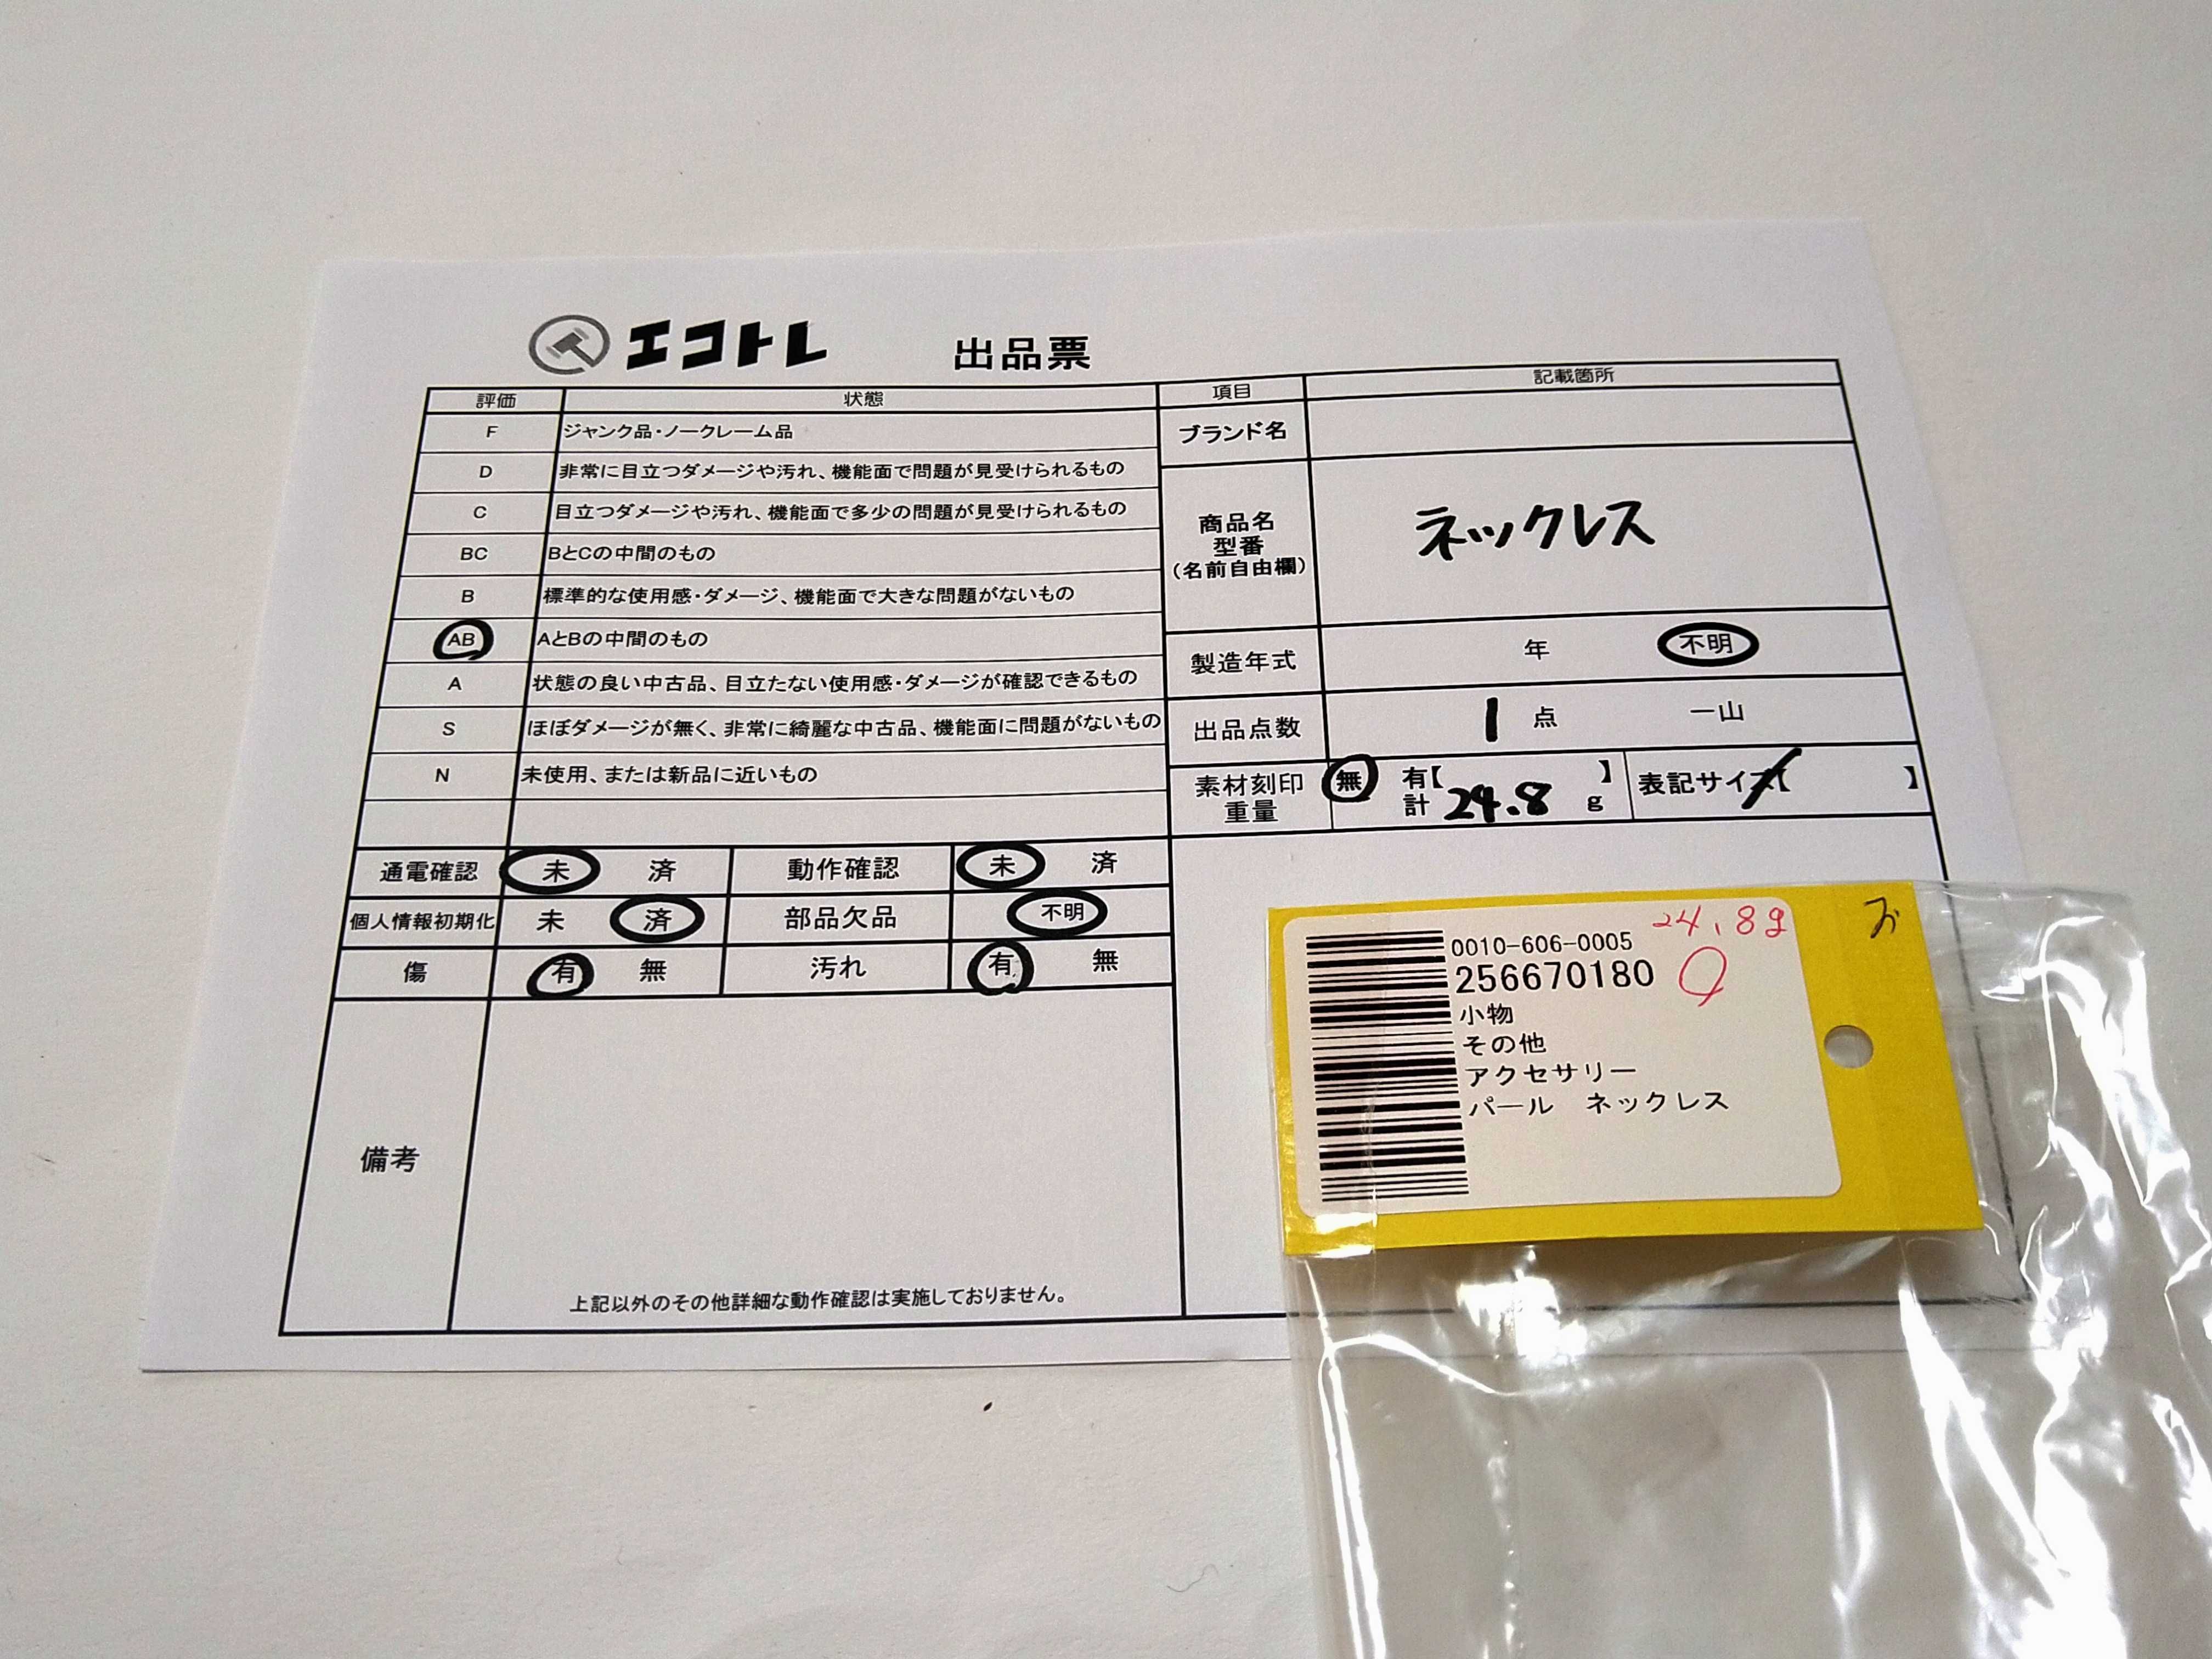 エコトレ 出品票
評価 状態
F ジャンク品・ノークレーム品
D 非常に目立つダメージや汚れ、機能面で問題が見受けられるもの
C 目立つダメージや汚れ、機能面で多少の問題が見受けられるもの
BC BとCの中間のもの
B 標準的な使用感・ダメージ、機能面で大きな問題がないもの
AB AとBの中間のもの
A 状態の良い中古品、目立たない使用感・ダメージが確認できるもの
S ほぼダメージが無く、非常に綺麗な中古品、機能面に問題がないもの
N 未使用、または新品に近いもの
通電確認 未 済 動作確認 未 済
個人情報初期化 未 済 部品欠品 不明
傷 有 無 汚れ 有 無
備考
上記以外のその他詳細な動作確認は実施しておりません。
項目 記載箇所
ブランド名
商品名
型番
(名前自由欄)
ネックレス
製造年式 年 不明
出品点数 1 点 一山
素材刻印
重量
無 有【 】
計 24.8 g
表記サイズ【 】
24.8g
0010-606-0005
256670180
小物
その他
アクセサリー
パール ネックレス